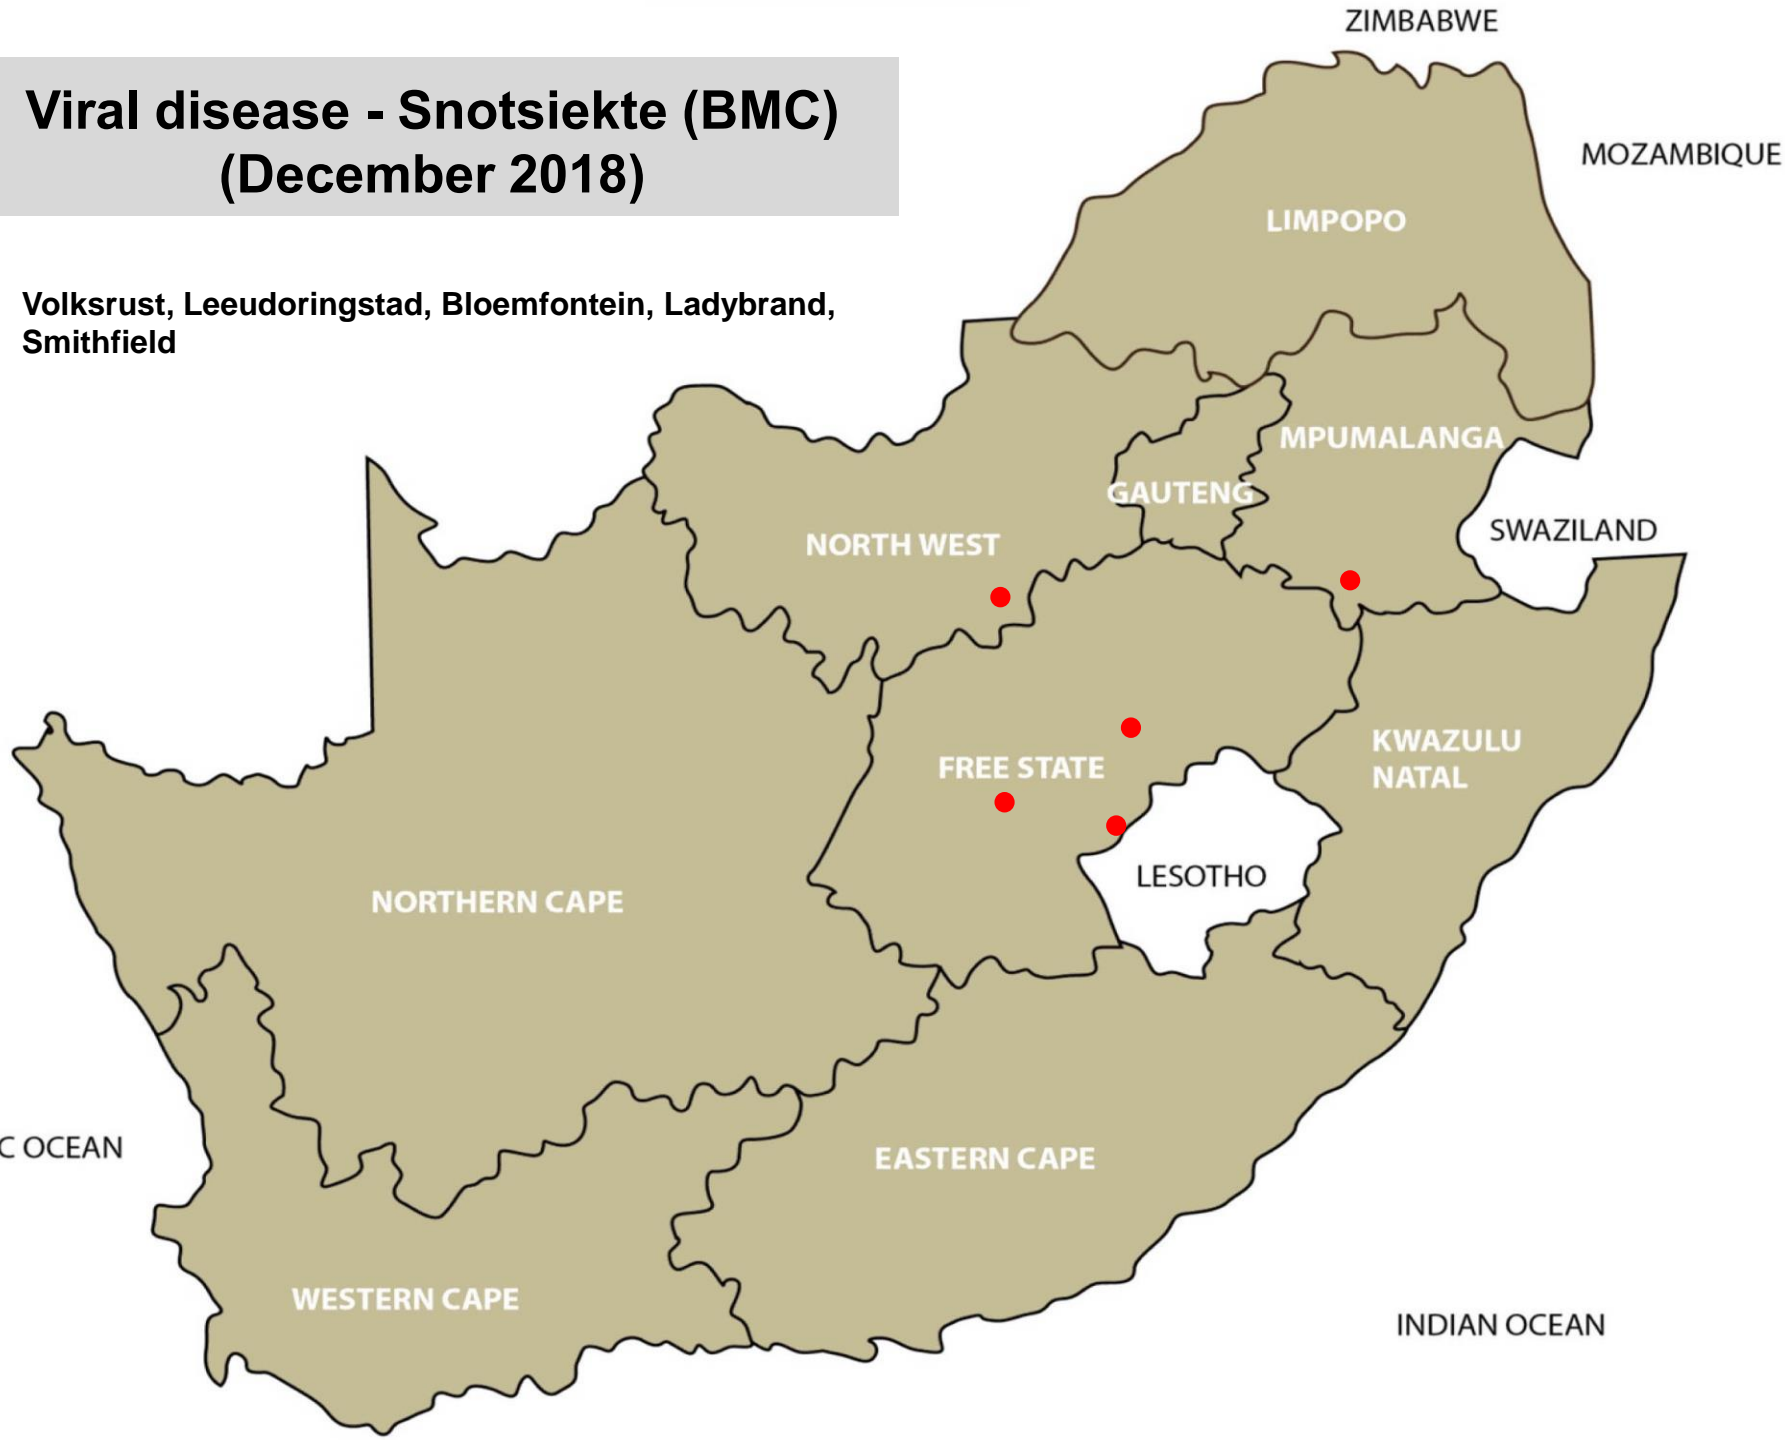 ZIMBABWE
Viral disease - Snotsiekte (BMC)
(December 2018)
MOZAMBIQUE
LIMPOPO
Volksrust, Leeudoringstad, Bloemfontein, Ladybrand,
Smithfield
MPUMALANGA
GAUTENG
SWAZILAND
NORTH WEST
KWAZULU
NATAL
FREE STATE
LESOTHO
NORTHERN CAPE
C OCEAN
EASTERN CAPE
WESTERN CAPE
INDIAN OCEAN